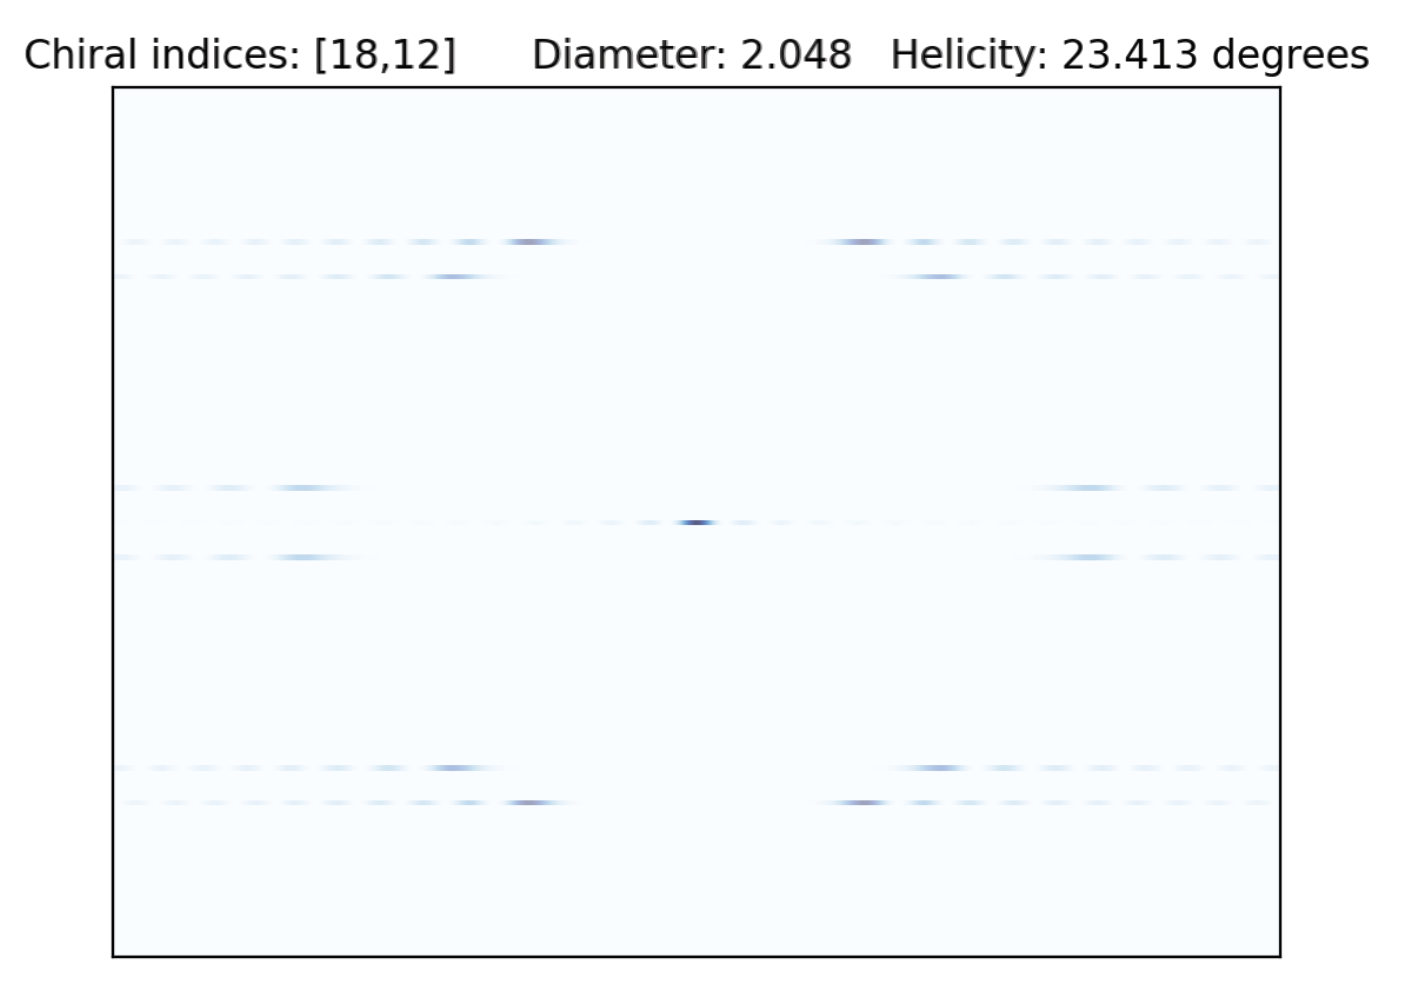 Chiral indices: [18,12] Diameter: 2.048 Helicity: 23.413 degrees